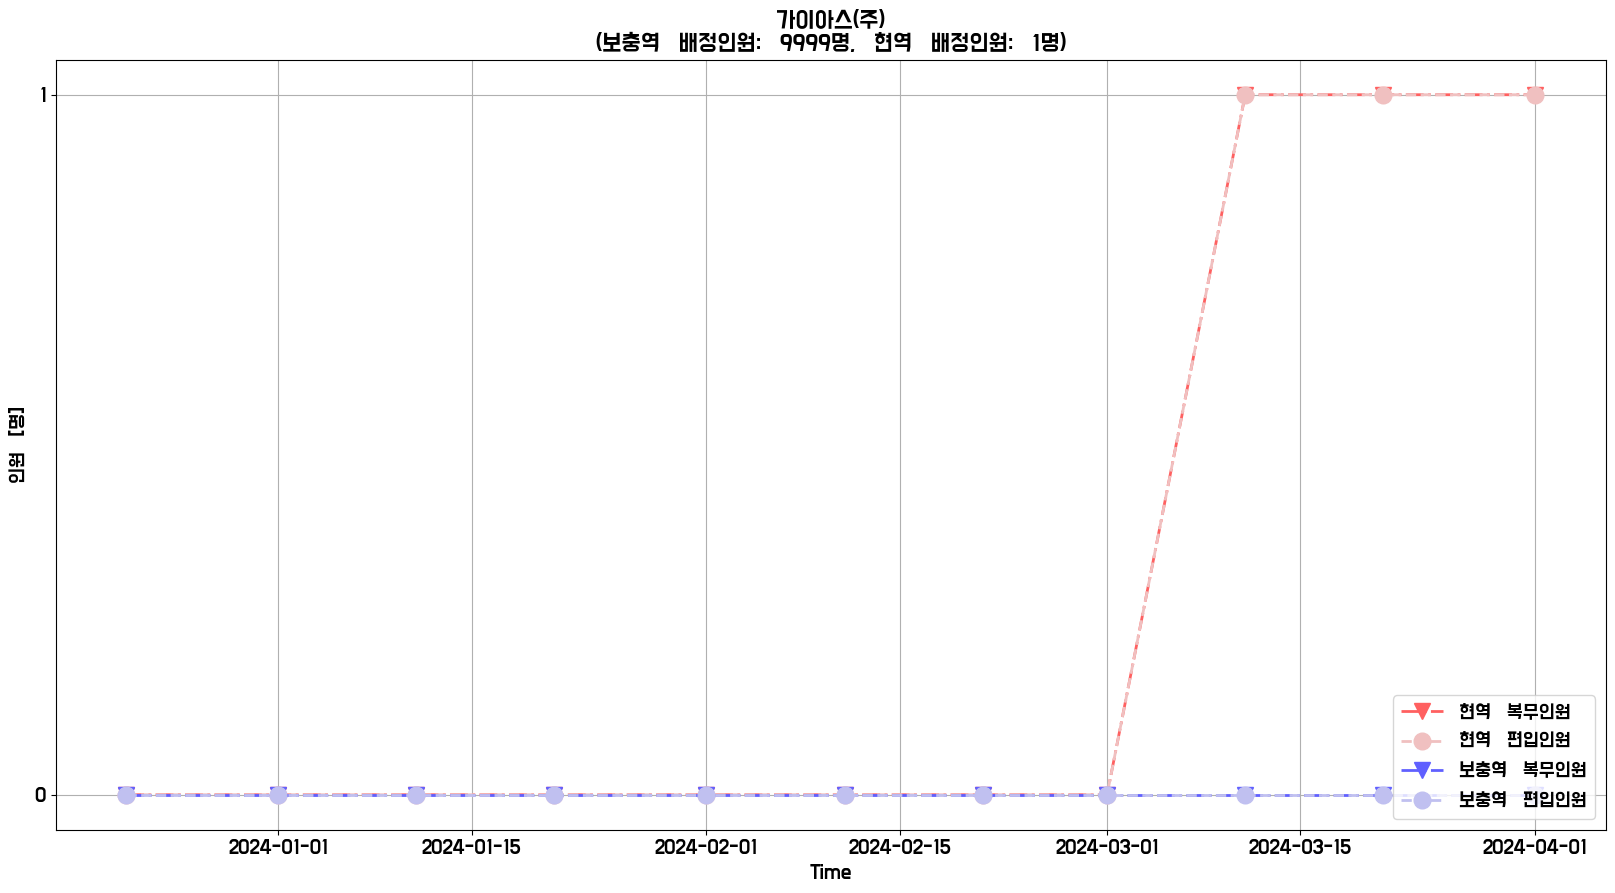 가이아스(주)
(보충역 배정인원: 9999명, 현역 배정인원: 1명)
1
인원 [명]
0
현역 복무인원
현역 편입인원
보충역 복무인원
보충역 편입인원
2024-01-01 2024-01-15 2024-02-01 2024-02-15 2024-03-01 2024-03-15 2024-04-01
Time